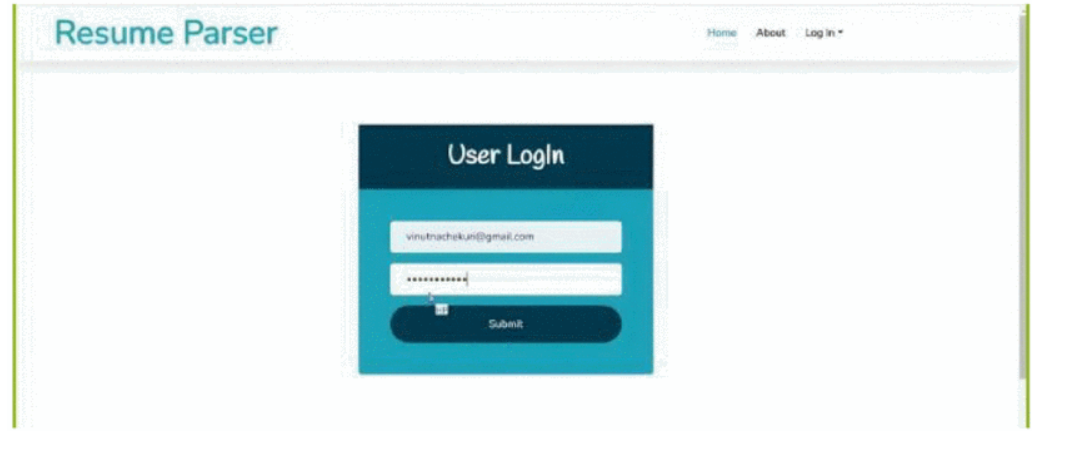 Resume Parser
Home About Log In
User LogIn
vinutnachekuri@gmail.com
•••••••••••
Submit